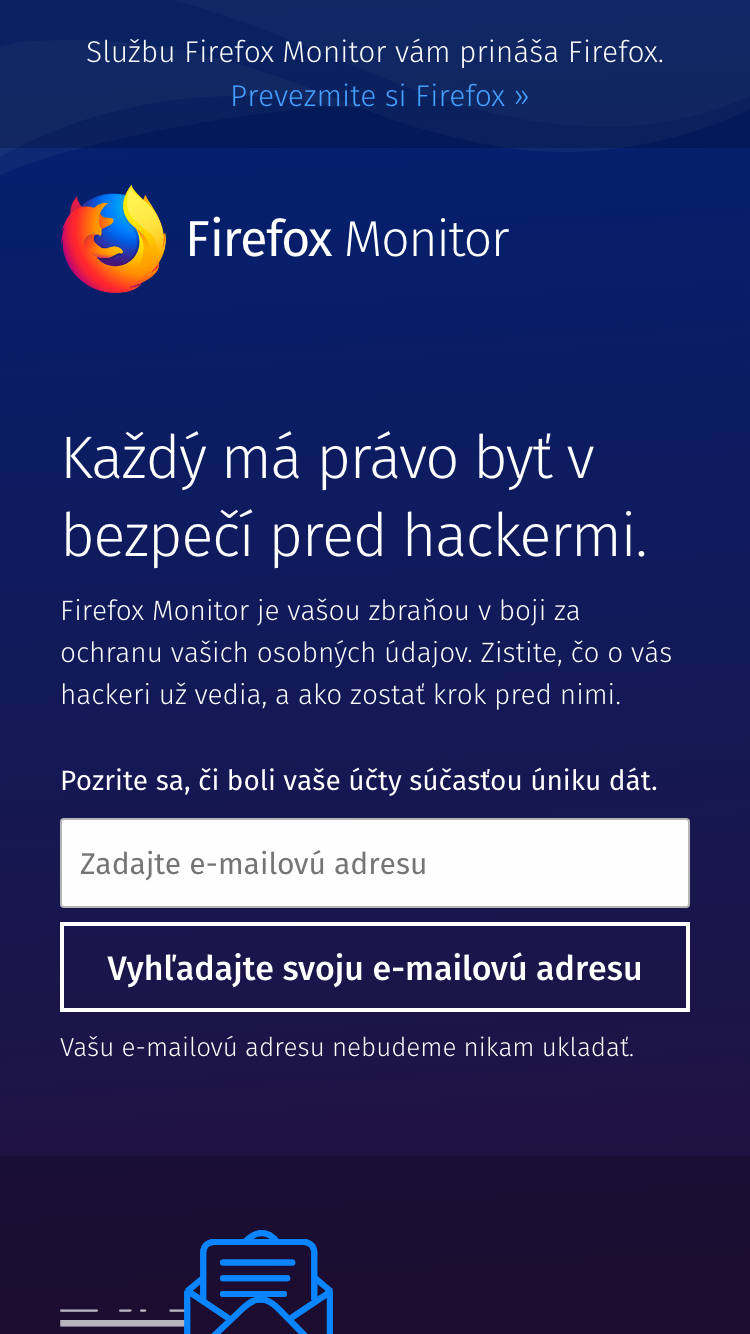 Službu Firefox Monitor vám prináša Firefox.
Prevezmite si Firefox »
Firefox Monitor
Každý má právo byť v
bezpečí pred hackermi.
Firefox Monitor je vašou zbraňou v boji za
ochranu vašich osobných údajov. Zistite, čo o vás
hackeri už vedia, a ako zostať krok pred nimi.
Pozrite sa, či boli vaše účty súčasťou úniku dát.
Zadajte e-mailovú adresu
Vyhľadajte svoju e-mailovú adresu
Vašu e-mailovú adresu nebudeme nikam ukladať.